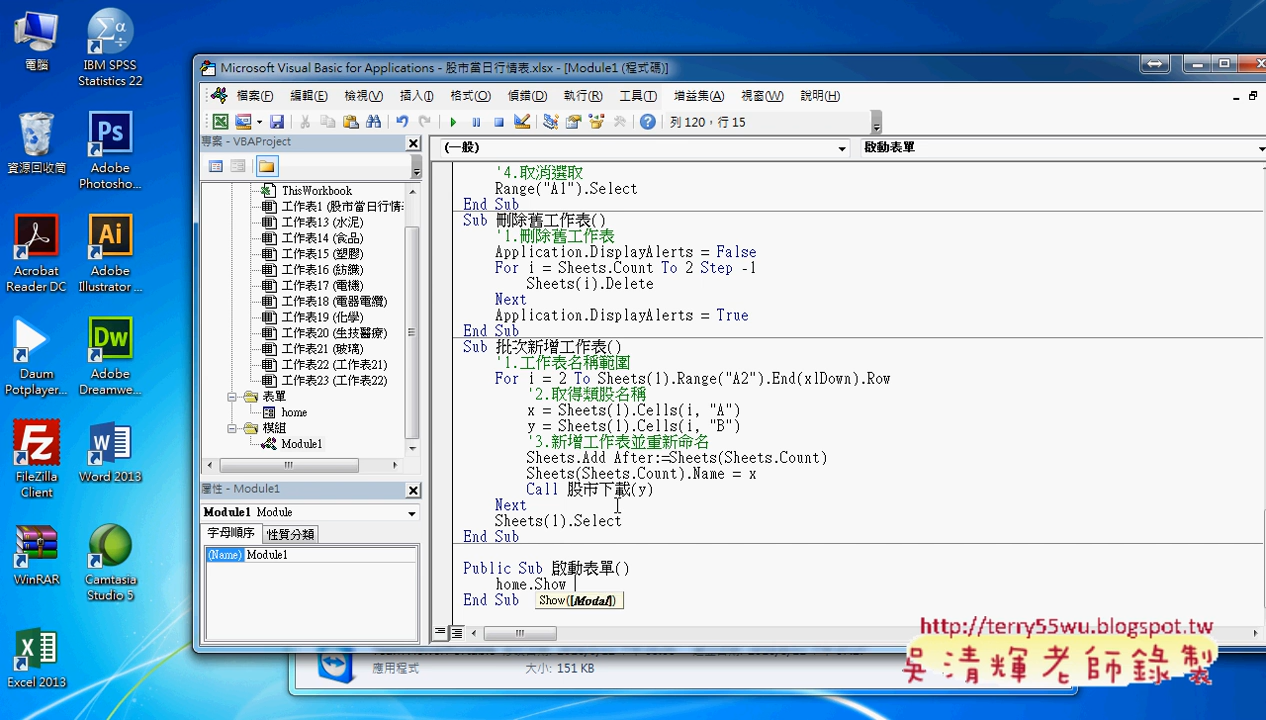 電腦
IBM SPSS
Statistics 22
資源回收筒
Adobe
Photosho...
Acrobat
Reader DC
Adobe
Illustrator ...
Daum
Potplayer...
Adobe
Dreamwe...
FileZilla
Client
Word 2013
WinRAR
Camtasia
Studio 5
Excel 2013
Microsoft Visual Basic for Applications - 股市當日行情表.xlsx - [Module1 (程式碼)]
檔案(F) 編輯(E) 檢視(V) 插入(I) 格式(O) 偵錯(D) 執行(R) 工具(T) 增益集(A) 視窗(W) 說明(H)
列 120，行 15
專案 - VBAProject
ThisWorkbook
工作表1 (股市當日行情
工作表13 (水泥)
工作表14 (食品)
工作表15 (塑膠)
工作表16 (紡織)
工作表17 (電機)
工作表18 (電器電纜)
工作表19 (化學)
工作表20 (生技醫療)
工作表21 (玻璃)
工作表22 (工作表21)
工作表23 (工作表22)
表單
home
模組
Module1
屬性 - Module1
Module1 Module
字母順序 性質分類
(Name) Module1
(一般) 啟動表單
'4.取消選取
Range("A1").Select
End Sub
Sub 刪除舊工作表()
'1.刪除舊工作表
Application.DisplayAlerts = False
For i = Sheets.Count To 2 Step -1
Sheets(i).Delete
Next
Application.DisplayAlerts = True
End Sub
Sub 批次新增工作表()
'1.工作表名稱範圍
For i = 2 To Sheets(1).Range("A2").End(xlDown).Row
'2.取得類股名稱
x = Sheets(1).Cells(i, "A")
y = Sheets(1).Cells(i, "B")
'3.新增工作表並重新命名
Sheets.Add After:=Sheets(Sheets.Count)
Sheets(Sheets.Count).Name = x
Call 股市下載(y)
Next
Sheets(1).Select
End Sub
Public Sub 啟動表單()
home.Show
End Sub
Show([Modal])
應用程式
大小: 151 KB
http://terry55wu.blogspot.tw
吳清輝老師錄製